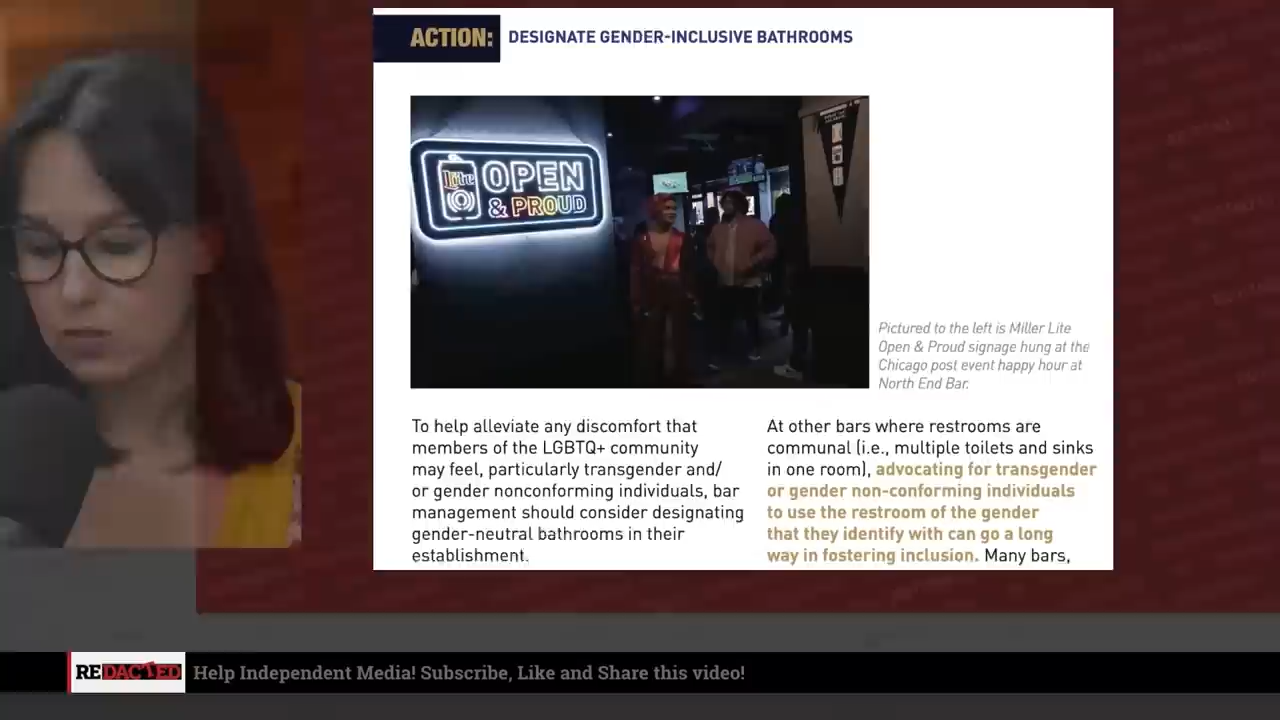 ACTION: DESIGNATE GENDER-INCLUSIVE BATHROOMS
Lite OPEN
& PROUD
Pictured to the left is Miller Lite
Open & Proud signage hung at the
Chicago post event happy hour at
North End Bar.
To help alleviate any discomfort that
members of the LGBTQ+ community
may feel, particularly transgender and/
or gender nonconforming individuals, bar
management should consider designating
gender-neutral bathrooms in their
establishment.
At other bars where restrooms are
communal (i.e., multiple toilets and sinks
in one room), advocating for transgender
or gender non-conforming individuals
to use the restroom of the gender
that they identify with can go a long
way in fostering inclusion. Many bars,
REDACTED Help Independent Media! Subscribe, Like and Share this video!